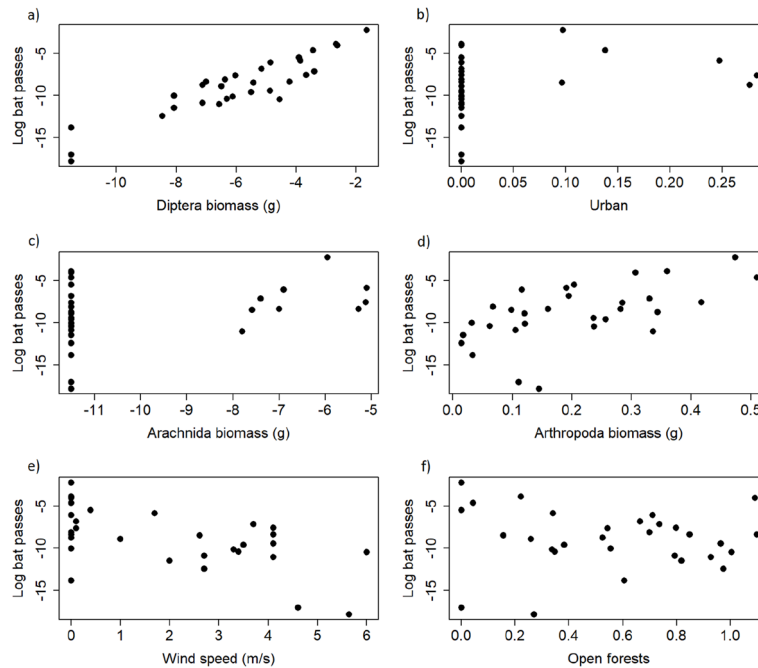 a)
Log bat passes
-5
-10
-15
-10 -8 -6 -4 -2
Diptera biomass (g)
b)
Log bat passes
-5
-10
-15
0.00 0.05 0.10 0.15 0.20 0.25
Urban
c)
Log bat passes
-5
-10
-15
-11 -10 -9 -8 -7 -6 -5
Arachnida biomass (g)
d)
Log bat passes
-5
-10
-15
0.0 0.1 0.2 0.3 0.4 0.5
Arthropoda biomass (g)
e)
Log bat passes
-5
-10
-15
0 1 2 3 4 5 6
Wind speed (m/s)
f)
Log bat passes
-5
-10
-15
0.0 0.2 0.4 0.6 0.8 1.0
Open forests